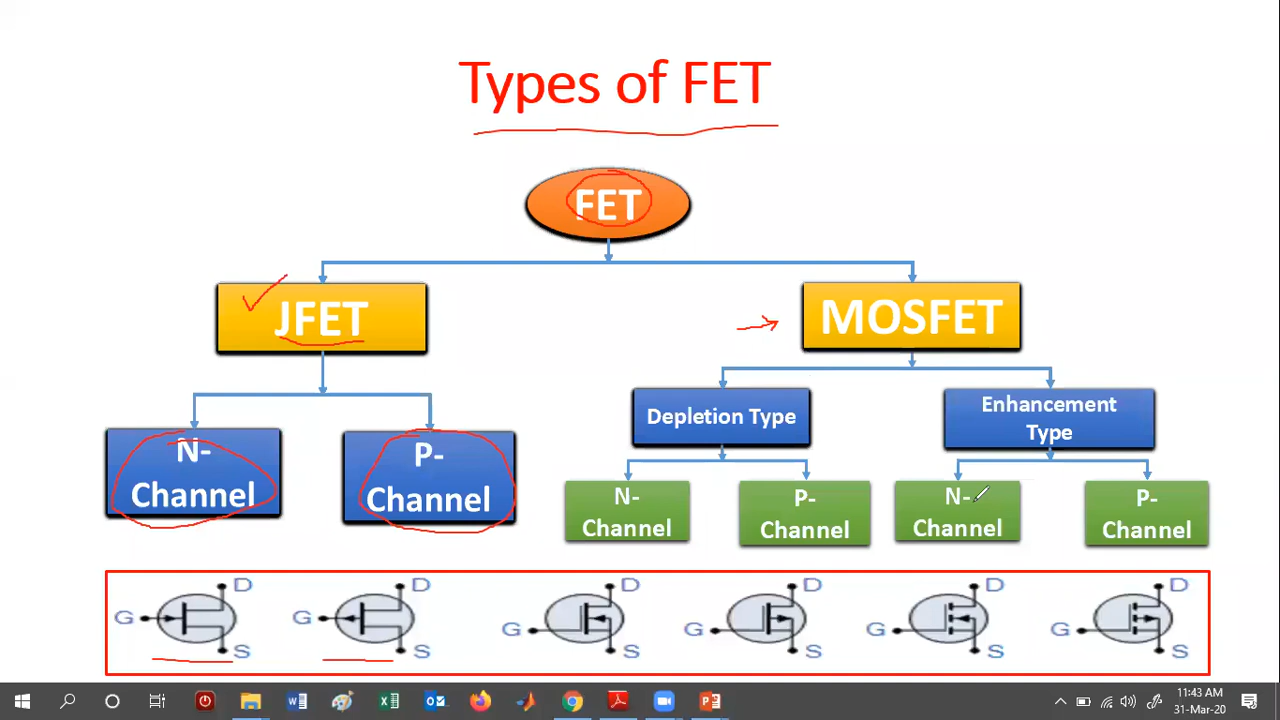 Types of FET
FET
JFET
MOSFET
Depletion Type
Enhancement
Type
N-
Channel
P-
Channel
N-
Channel
P-
Channel
N-
Channel
P-
Channel
G D S
G D S
G D S
G D S
G D S
G D S
11:43 AM
31-Mar-20